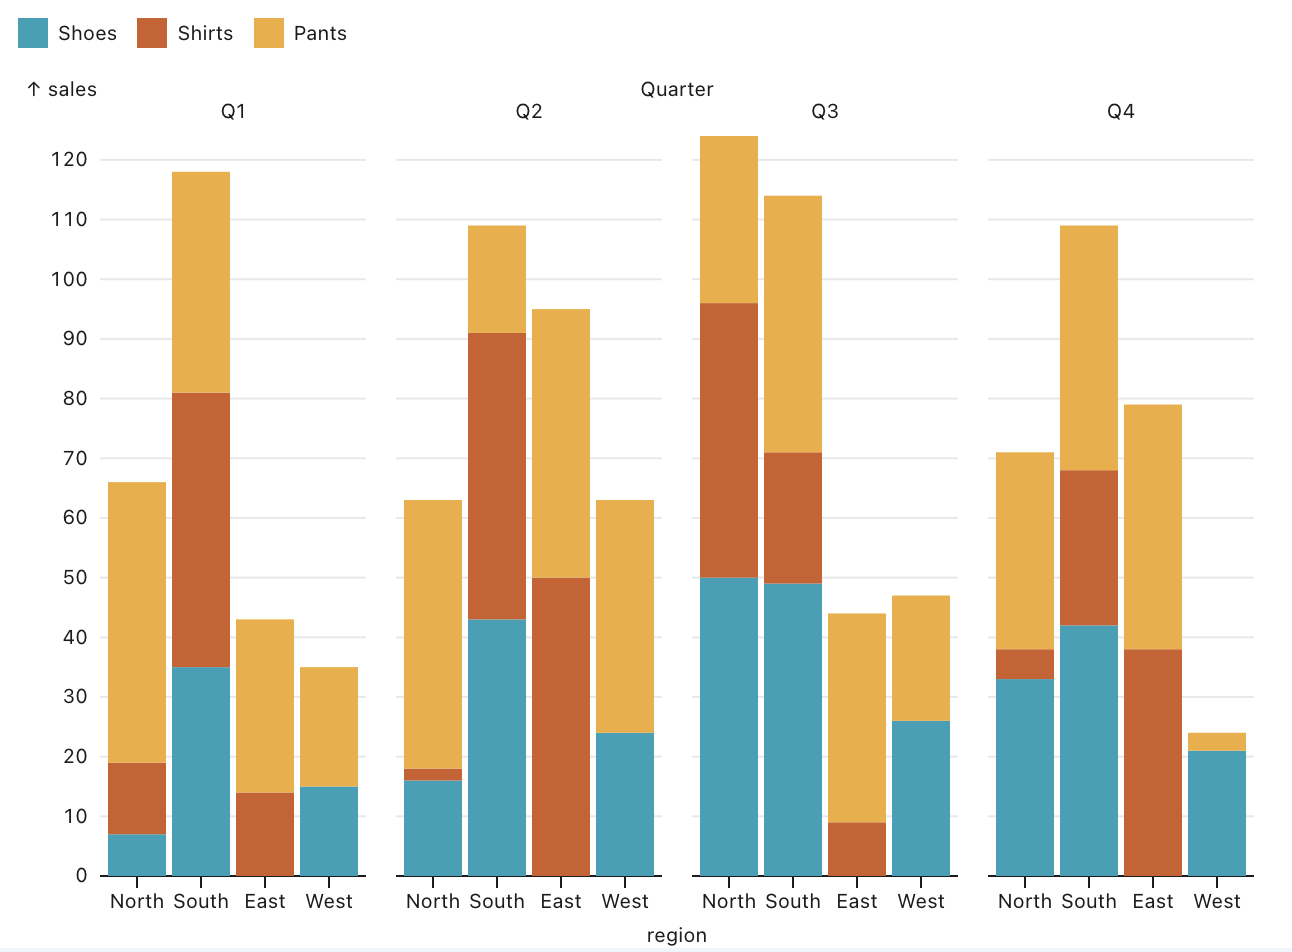 Shoes Shirts Pants
↑ sales
Quarter
Q1 Q2 Q3 Q4
120
110
100
90
80
70
60
50
40
30
20
10
0
North South East West North South East West North South East West North South East West
region